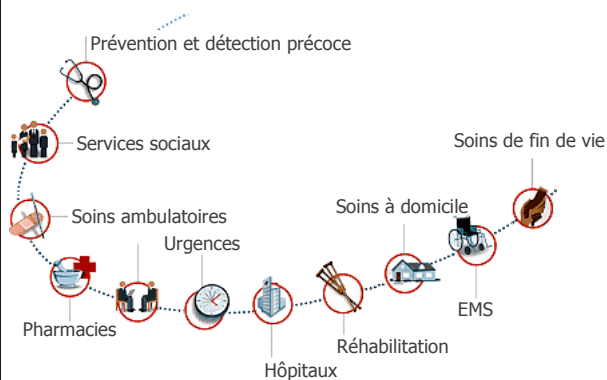 Prévention et détection précoce
Services sociaux
Soins de fin de vie
Soins ambulatoires
Soins à domicile
Urgences
EMS
Pharmacies
Réhabilitation
Hôpitaux